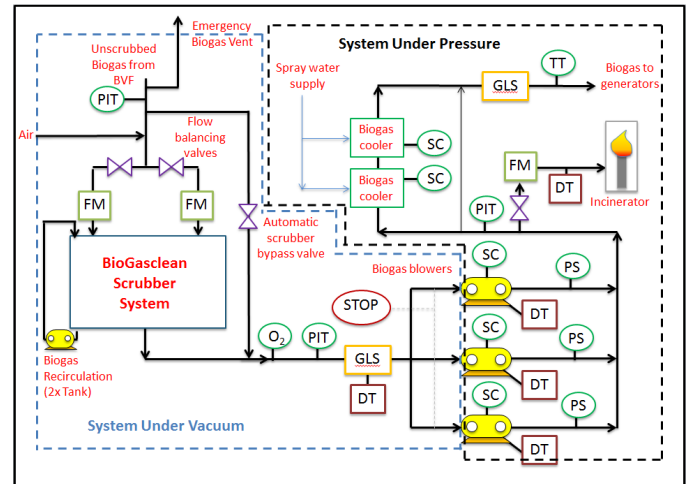 Emergency
Biogas Vent
Unscrubbed
Biogas from
BVF
PIT
Air
Flow
balancing
valves
FM
FM
BioGasclean
Scrubber
System
Automatic
scrubber
bypass valve
Biogas
Recirculation
(2x Tank)
System Under Vacuum
O2
PIT
GLS
DT
STOP
Biogas blowers
System Under Pressure
Spray water
supply
Biogas
cooler
SC
Biogas
cooler
SC
GLS
TT
Biogas to
generators
FM
DT
Incinerator
PIT
SC
PS
DT
SC
PS
DT
SC
PS
DT